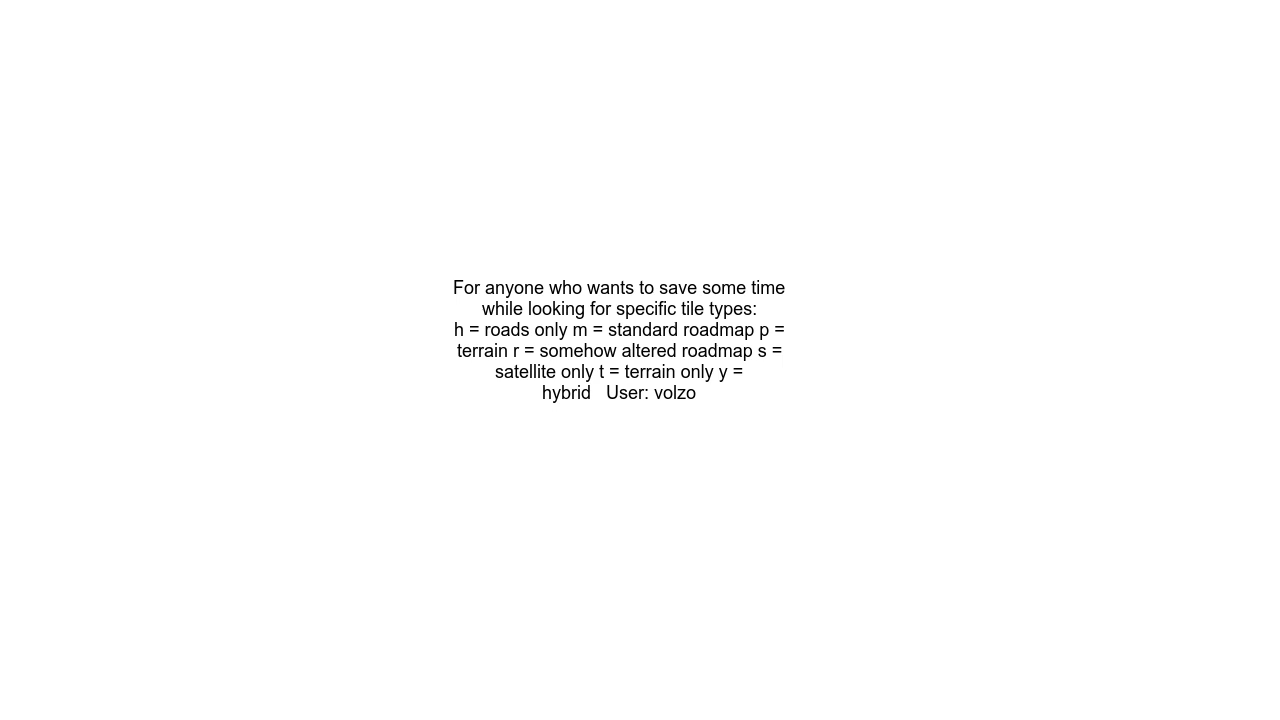 For anyone who wants to save some time
while looking for specific tile types:
h = roads only m = standard roadmap p =
terrain r = somehow altered roadmap s =
satellite only t = terrain only y =
hybrid   User: volzo